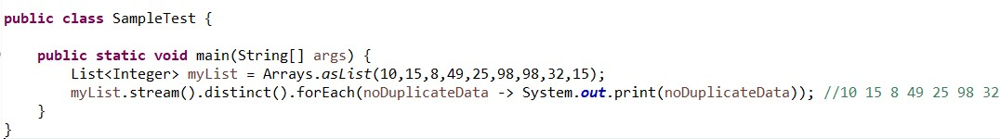 public class SampleTest {
public static void main(String[] args) {
List<Integer> myList = Arrays.asList(10,15,8,49,25,98,98,32,15);
myList.stream().distinct().forEach(noDuplicateData -> System.out.print(noDuplicateData)); //10 15 8 49 25 98 32
}
}